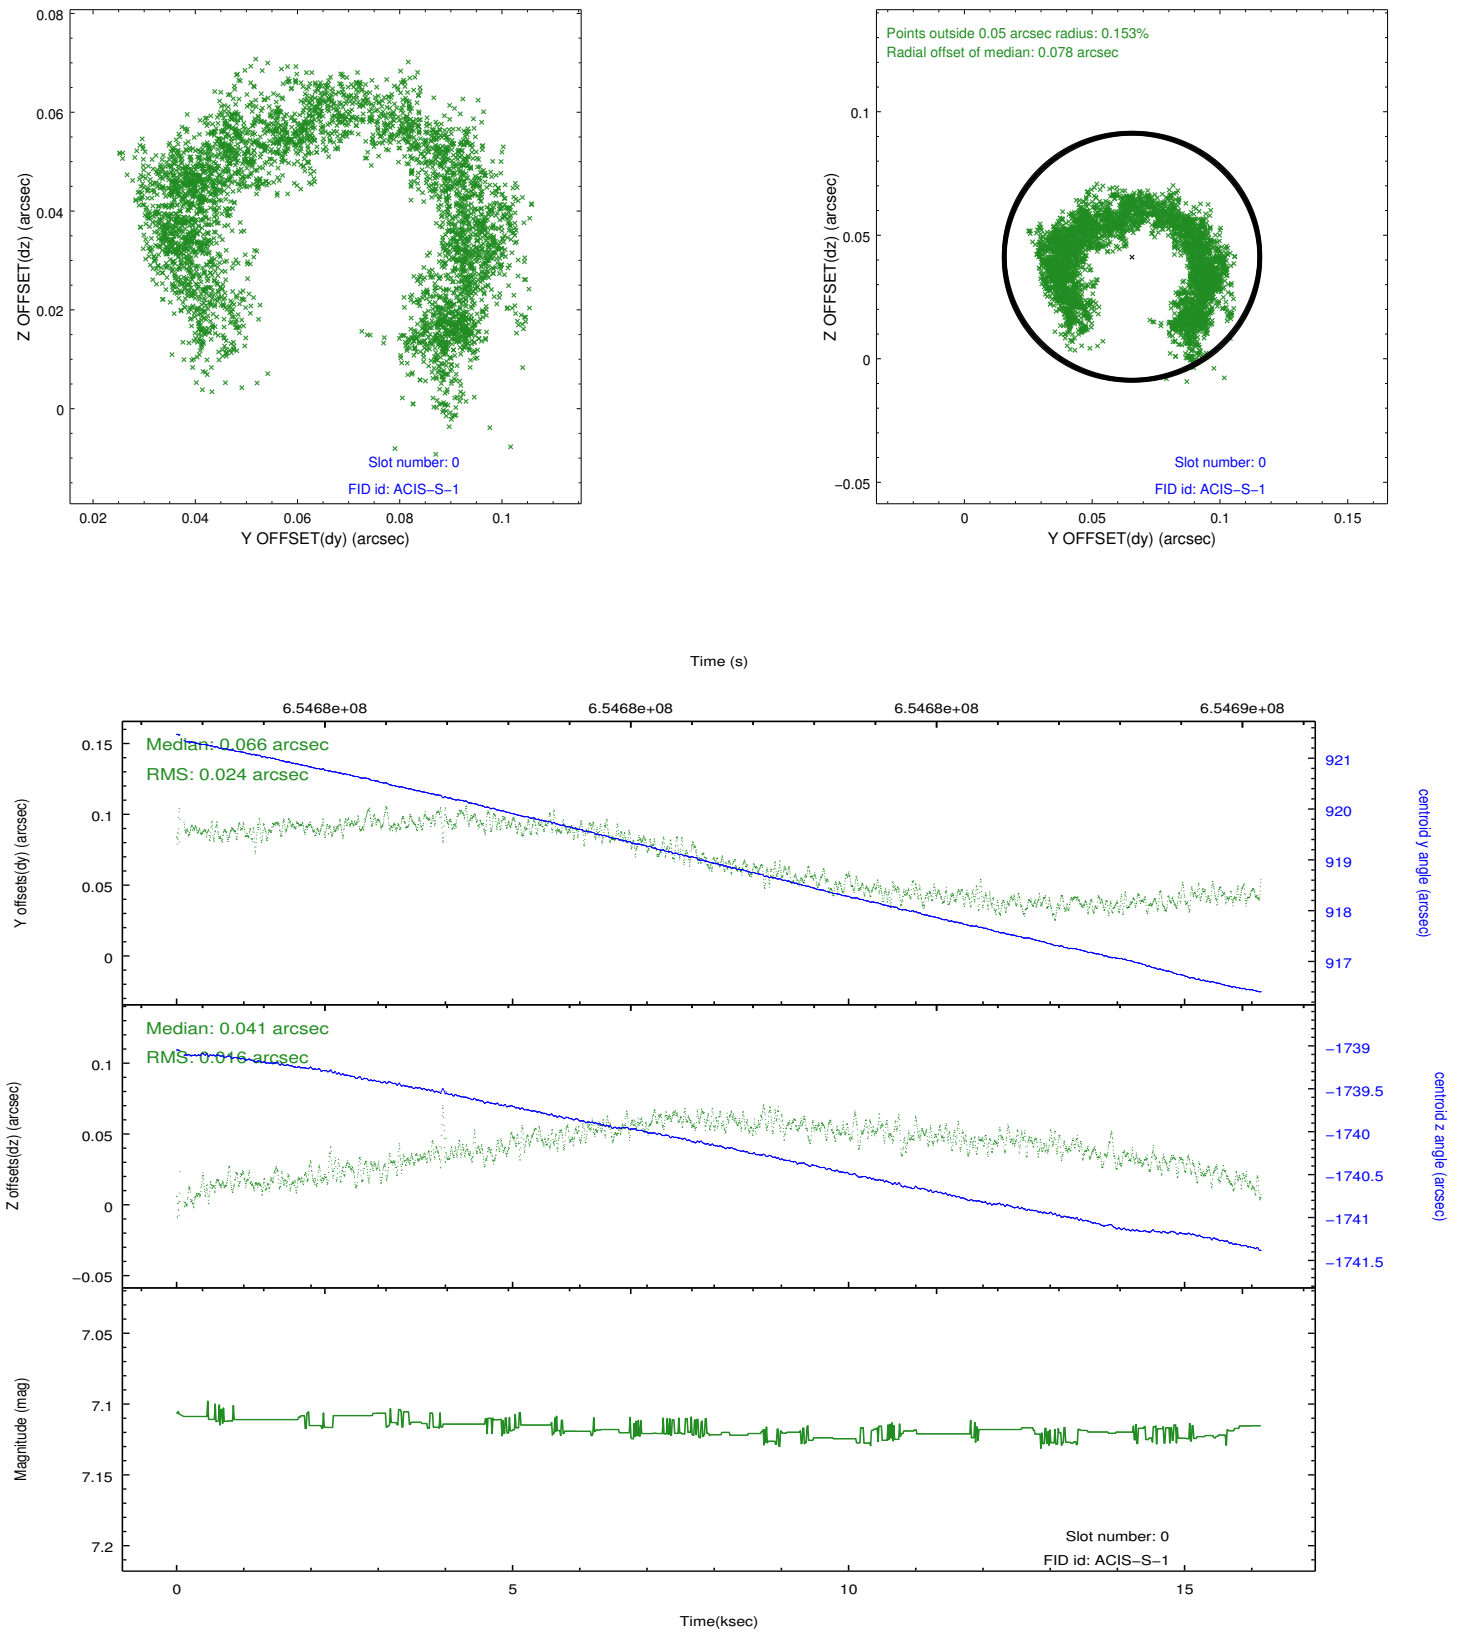 0.08
0.06
0.04
0.02
0
Z OFFSET(dz) (arcsec)
Slot number: 0
FID id: ACIS−S−1
0.02 0.04 0.06 0.08 0.1
Y OFFSET(dy) (arcsec)
Points outside 0.05 arcsec radius: 0.153%
Radial offset of median: 0.078 arcsec
0.1
0.05
0
−0.05
Z OFFSET(dz) (arcsec)
Slot number: 0
FID id: ACIS−S−1
0 0.05 0.1 0.15
Y OFFSET(dy) (arcsec)
Time (s)
6.5468e+08 6.5468e+08 6.5468e+08 6.5469e+08
Median: 0.066 arcsec
RMS: 0.024 arcsec
0.15
0.1
0.05
0
Y offsets(dy) (arcsec)
921
920
919
918
917
centroid y angle (arcsec)
Median: 0.041 arcsec
RMS: 0.016 arcsec
0.1
0.05
0
−0.05
Z offsets(dz) (arcsec)
−1739
−1739.5
−1740
−1740.5
−1741
−1741.5
centroid z angle (arcsec)
7.05
7.1
7.15
7.2
Magnitude (mag)
Slot number: 0
FID id: ACIS−S−1
0 5 10 15
Time(ksec)